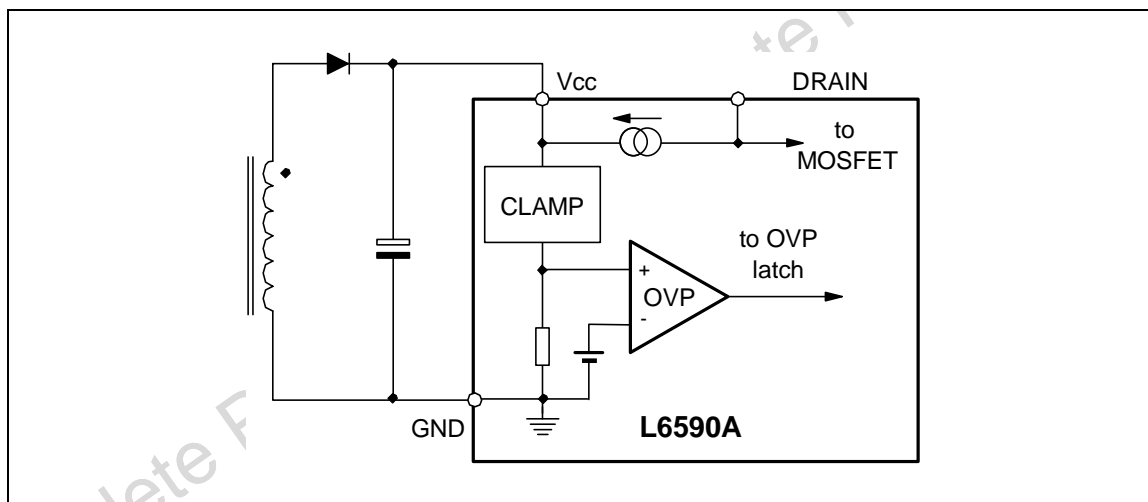 Vcc
DRAIN
to
MOSFET
CLAMP
to OVP
latch
+
OVP
-
GND
L6590A